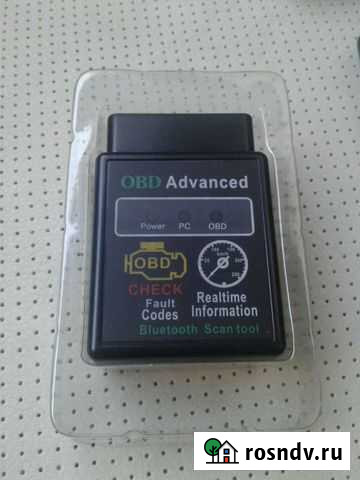 OBD Advanced
Power PC OBD
OBD
CHECK
Fault
Codes
Realtime
Information
Bluetooth Scan tool
rosndv.ru